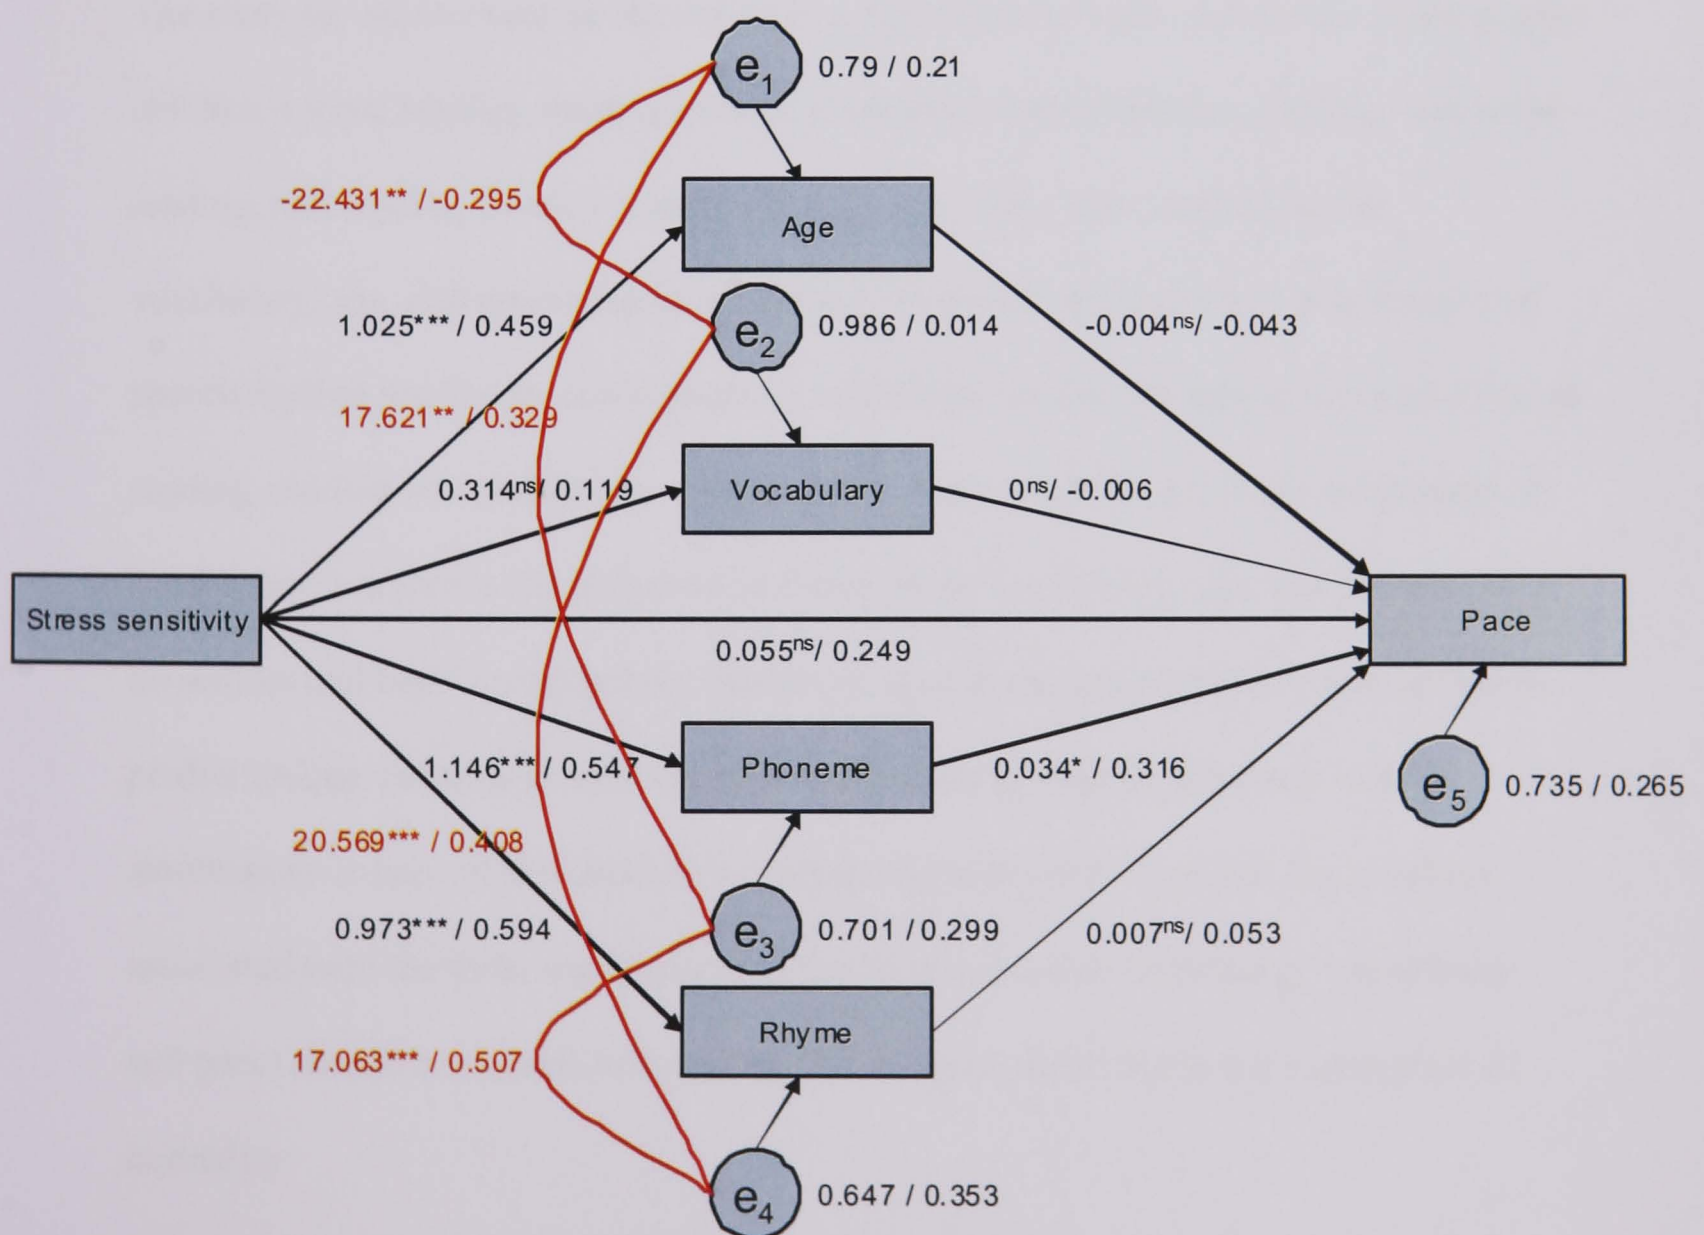 e1
0.79 / 0.21
-22.431** / -0.295
Age
1.025*** / 0.459
e2
0.986 / 0.014
-0.004ns/ -0.043
17.621** / 0.329
0.314ns/ 0.119
Vocabulary
0ns/ -0.006
Stress sensitivity
Pace
0.055ns/ 0.249
1.146*** / 0.547
Phoneme
0.034* / 0.316
e5
0.735 / 0.265
20.569*** / 0.408
0.973*** / 0.594
e3
0.701 / 0.299
0.007ns/ 0.053
Rhyme
17.063*** / 0.507
e4
0.647 / 0.353